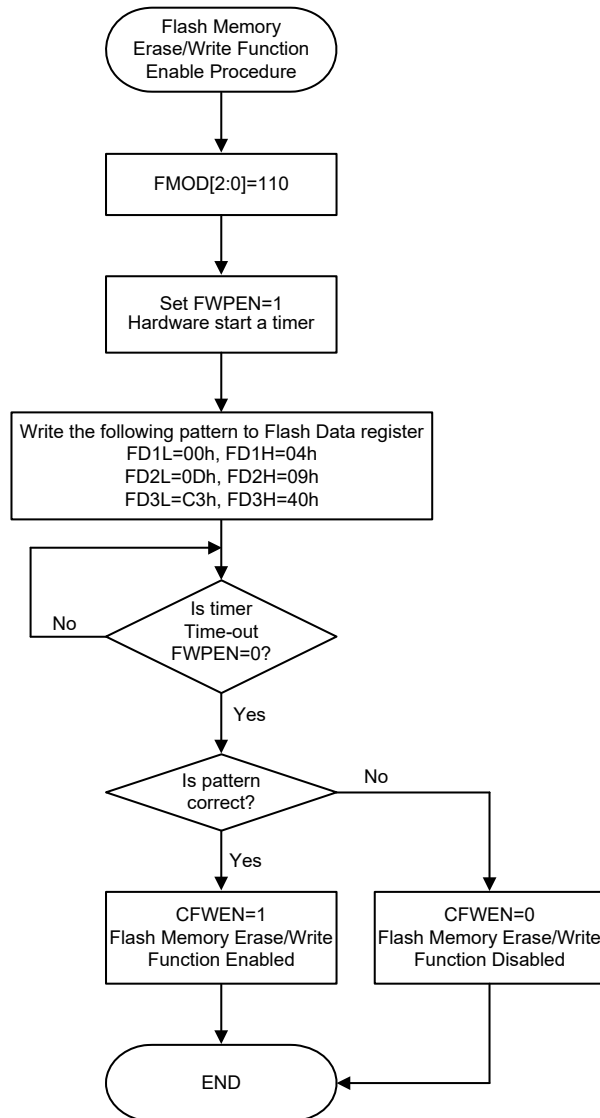 Flash Memory
Erase/Write Function
Enable Procedure
FMOD[2:0]=110
Set FWPEN=1
Hardware start a timer
Write the following pattern to Flash Data register
FD1L=00h, FD1H=04h
FD2L=0Dh, FD2H=09h
FD3L=C3h, FD3H=40h
Is timer
Time-out
FWPEN=0?
No
Yes
Is pattern
correct?
No
Yes
CFWEN=1
Flash Memory Erase/Write
Function Enabled
CFWEN=0
Flash Memory Erase/Write
Function Disabled
END